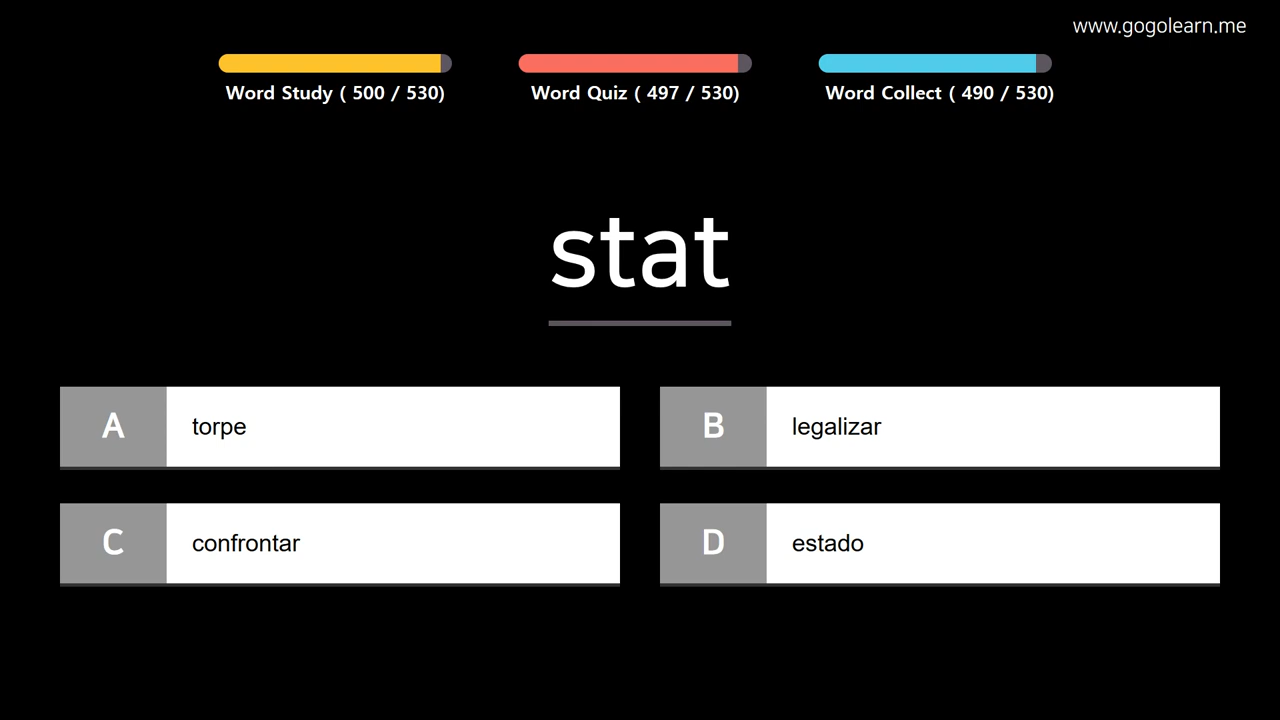 www.gogolearn.me
Word Study ( 500 / 530)
Word Quiz ( 497 / 530)
Word Collect ( 490 / 530)
stat
A torpe
B legalizar
C confrontar
D estado